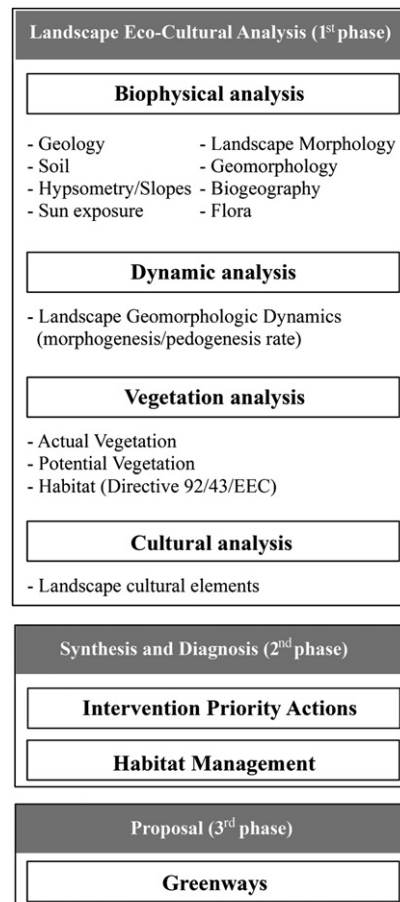 Landscape Eco-Cultural Analysis (1st phase)
Biophysical analysis
- Geology
- Soil
- Hypsometry/Slopes
- Sun exposure
- Landscape Morphology
- Geomorphology
- Biogeography
- Flora
Dynamic analysis
- Landscape Geomorphologic Dynamics
(morphogenesis/pedogenesis rate)
Vegetation analysis
- Actual Vegetation
- Potential Vegetation
- Habitat (Directive 92/43/EEC)
Cultural analysis
- Landscape cultural elements
Synthesis and Diagnosis (2nd phase)
Intervention Priority Actions
Habitat Management
Proposal (3rd phase)
Greenways